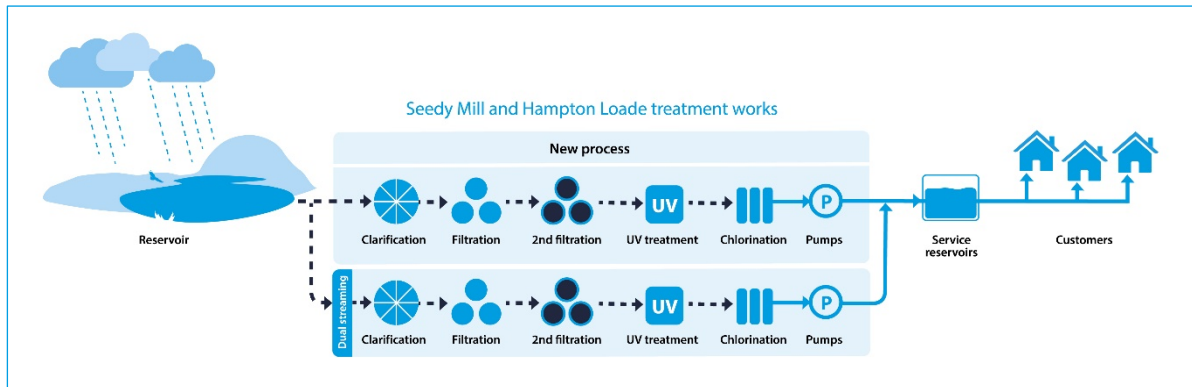 Seedy Mill and Hampton Loade treatment works
New process
UV
P
Reservoir
Clarification
Filtration
2nd filtration
UV treatment
Chlorination
Pumps
Service
reservoirs
Customers
Dual streaming
UV
P
Clarification
Filtration
2nd filtration
UV treatment
Chlorination
Pumps